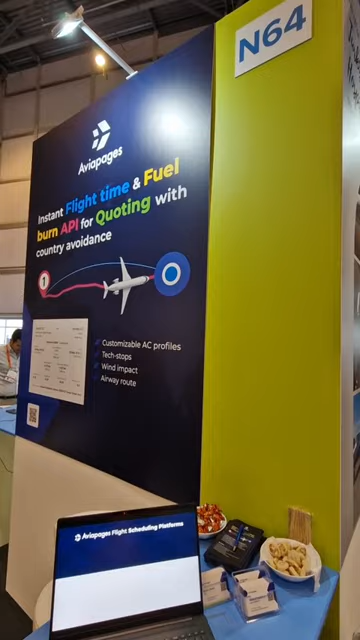 N64
Aviapages
Instant Flight time & Fuel
burn API for Quoting with
country avoidance
1
Customizable AC profiles
Tech-stops
Wind impact
Airway route
Aviapages Flight Scheduling Platforms